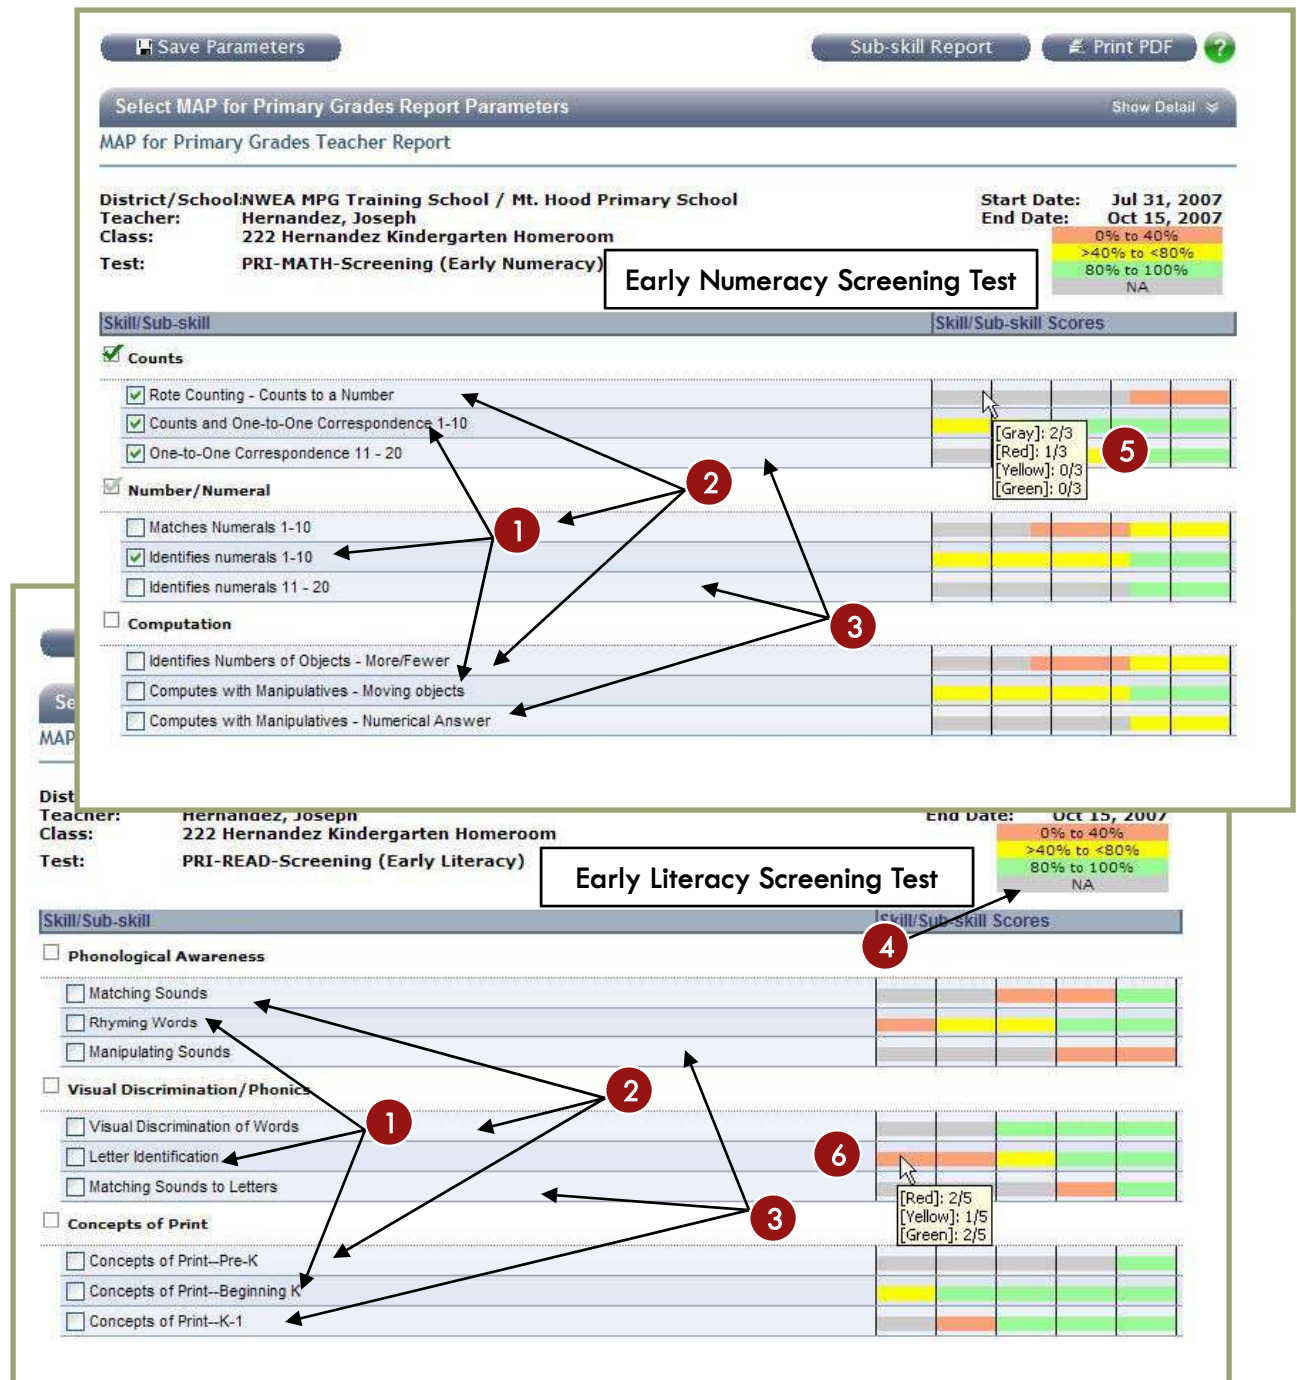 Save Parameters Sub-skill Report Print PDF ?
Select MAP for Primary Grades Report Parameters Show Detail
MAP for Primary Grades Teacher Report
District/School:NWEA MPG Training School / Mt. Hood Primary School Start Date: Jul 31, 2007
Teacher: Hernandez, Joseph End Date: Oct 15, 2007
Class: 222 Hernandez Kindergarten Homeroom 0% to 40%
>40% to <80%
Test: PRI-MATH-Screening (Early Numeracy) 80% to 100%
Early Numeracy Screening Test NA
Skill/Sub-skill Skill/Sub-skill Scores
Counts
Rote Counting - Counts to a Number
Counts and One-to-One Correspondence 1-10
[Gray]: 2/3
One-to-One Correspondence 11 - 20 [Red]: 1/3 5
[Yellow]: 0/3
[Green]: 0/3
2
Number/Numeral
Matches Numerals 1-10
1
Identifies numerals 1-10
Identifies numerals 11 - 20
Computation 3
Identifies Numbers of Objects - More/Fewer
Computes with Manipulatives - Moving objects
Computes with Manipulatives - Numerical Answer
Se
MAP
Dist
Teacher: Hernandez, Joseph End Date: Oct 15, 2007
Class: 222 Hernandez Kindergarten Homeroom 0% to 40%
>40% to <80%
Test: PRI-READ-Screening (Early Literacy) 80% to 100%
Early Literacy Screening Test NA
Skill/Sub-skill Skill/Sub-skill Scores
4
Phonological Awareness
Matching Sounds
Rhyming Words
Manipulating Sounds
Visual Discrimination/Phonics 2
1
Visual Discrimination of Words
Letter Identification 6
Matching Sounds to Letters [Red]: 2/5
[Yellow]: 1/5
[Green]: 2/5
Concepts of Print 3
Concepts of Print--Pre-K
Concepts of Print--Beginning K
Concepts of Print--K-1